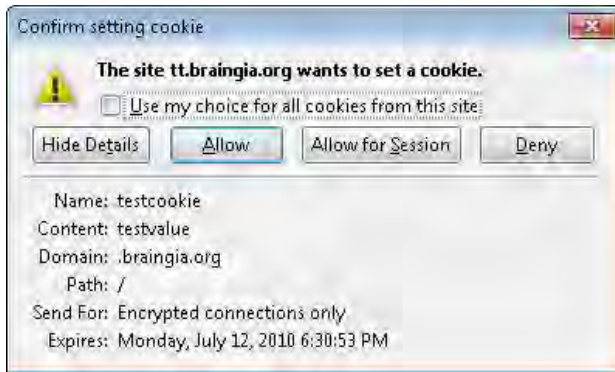 Confirm setting cookie
The site tt.braingia.org wants to set a cookie.
Use my choice for all cookies from this site
Hide Details Allow Allow for Session Deny
Name: testcookie
Content: testvalue
Domain: .braingia.org
Path: /
Send For: Encrypted connections only
Expires: Monday, July 12, 2010 6:30:53 PM